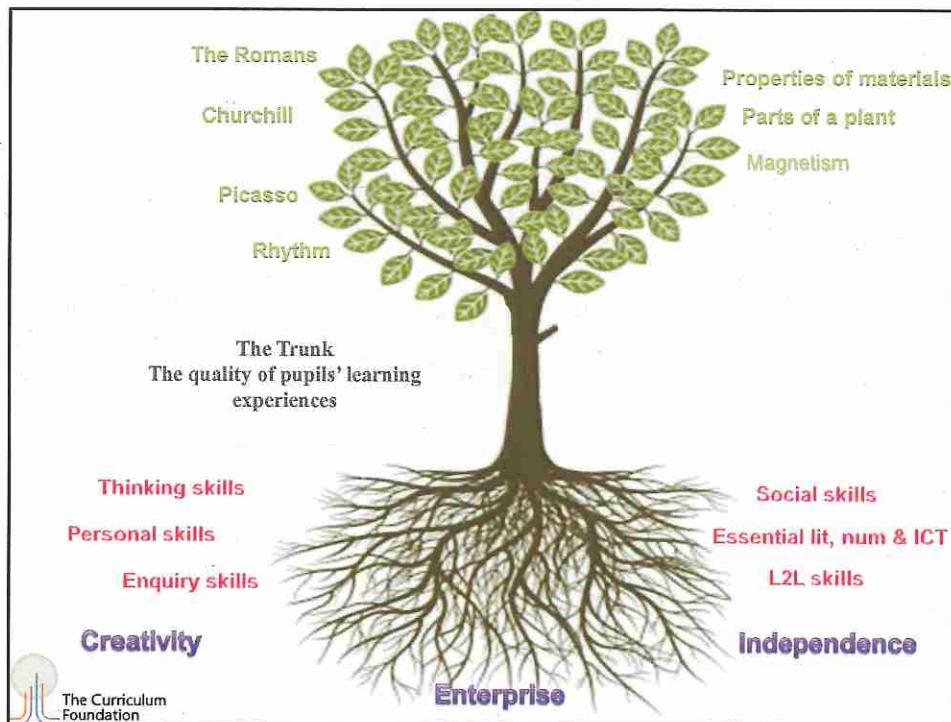 The Romans
Churchill
Picasso
Rhythm
Properties of materials
Parts of a plant
Magnetism
The Trunk
The quality of pupils' learning
experiences
Thinking skills
Personal skills
Enquiry skills
Social skills
Essential lit, num & ICT
L2L skills
Creativity
Independence
Enterprise
The Curriculum
Foundation